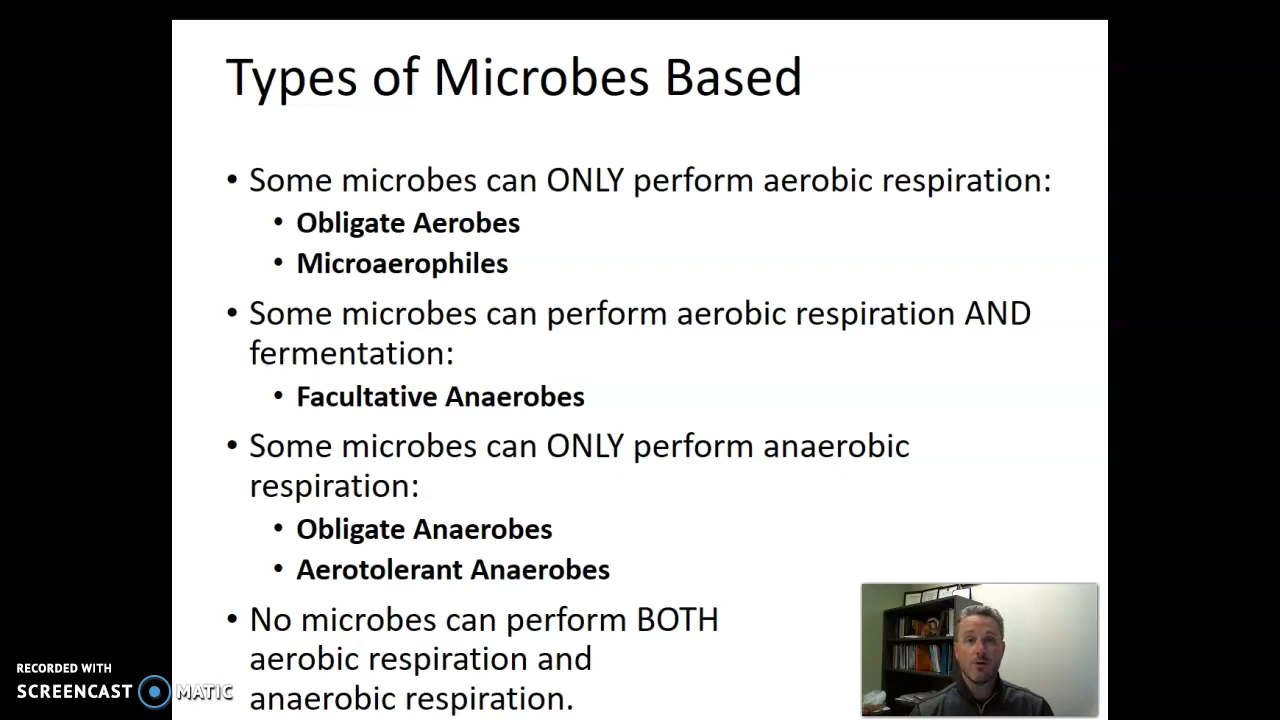 Types of Microbes Based
• Some microbes can ONLY perform aerobic respiration:
• Obligate Aerobes
• Microaerophiles
• Some microbes can perform aerobic respiration AND
fermentation:
• Facultative Anaerobes
• Some microbes can ONLY perform anaerobic
respiration:
• Obligate Anaerobes
• Aerotolerant Anaerobes
• No microbes can perform BOTH
aerobic respiration and
anaerobic respiration.
RECORDED WITH
SCREENCAST MATIC